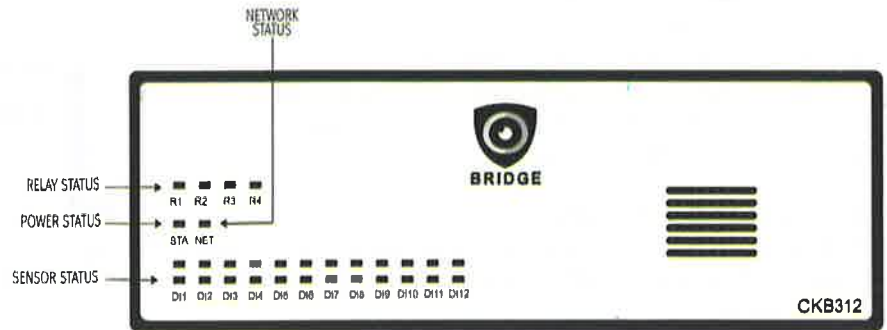 NETWORK
STATUS
BRIDGE
RELAY STATUS
R1 R2 R3 R4
POWER STATUS
STA NET
SENSOR STATUS
DI1 DI2 DI3 DI4 DI5 DI6 DI7 DI8 DI9 DI10 DI11 DI12
CKB312